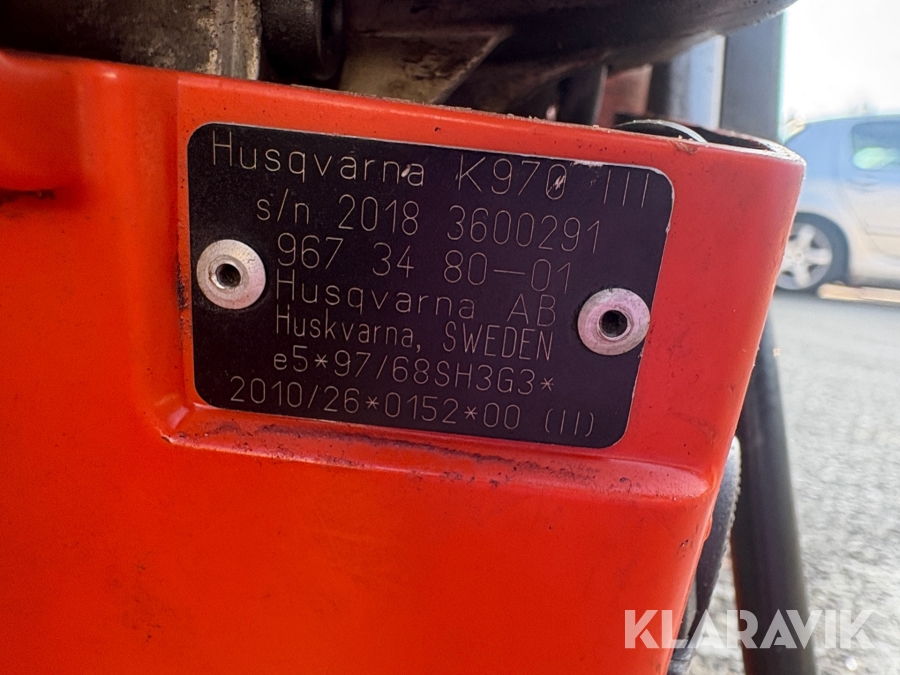 Husqvarna K970 III
s/n 2018 3600291
967 34 80-01
Husqvarna AB
Huskvarna, SWEDEN
e5*97/68SH3G3*
2010/26*0152*00 (II)
KLARAVIK